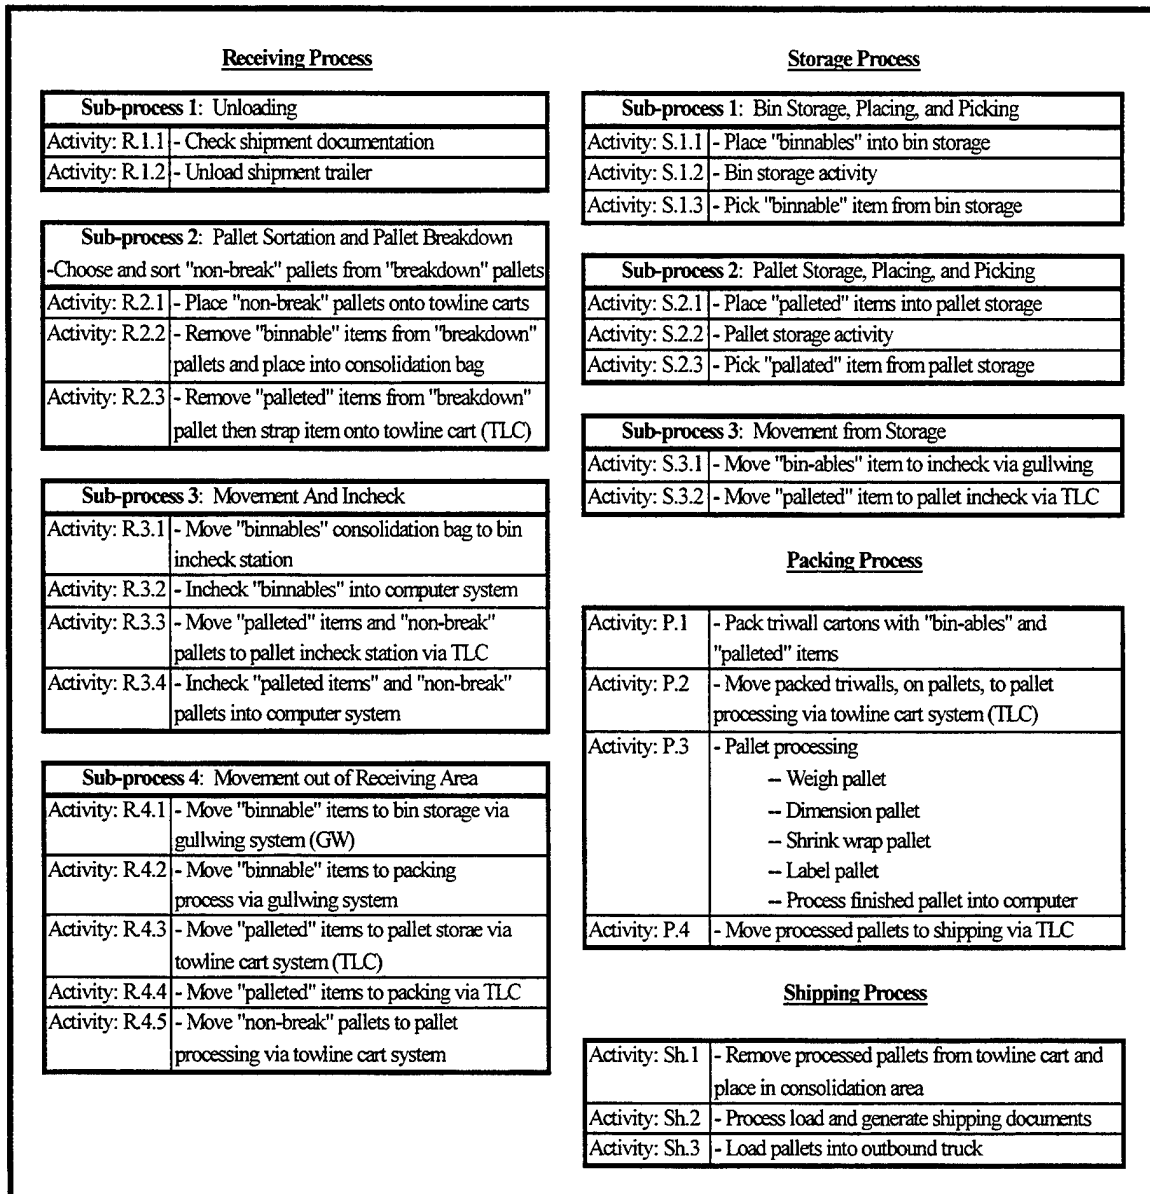 Receiving Process
Sub-process 1: Unloading
Activity: R.1.1 - Check shipment documentation
Activity: R.1.2 - Unload shipment trailer
Sub-process 2: Pallet Sortation and Pallet Breakdown
-Choose and sort "non-break" pallets from "breakdown" pallets
Activity: R.2.1 - Place "non-break" pallets onto towline carts
Activity: R.2.2 - Remove "binnable" items from "breakdown"
pallets and place into consolidation bag
Activity: R.2.3 - Remove "palleted" items from "breakdown"
pallet then strap item onto towline cart (TLC)
Sub-process 3: Movement And Incheck
Activity: R.3.1 - Move "binnables" consolidation bag to bin
incheck station
Activity: R.3.2 - Incheck "binnables" into computer system
Activity: R.3.3 - Move "palleted" items and "non-break"
pallets to pallet incheck station via TLC
Activity: R.3.4 - Incheck "palleted items" and "non-break"
pallets into computer system
Sub-process 4: Movement out of Receiving Area
Activity: R.4.1 - Move "binnable" items to bin storage via
gullwing system (GW)
Activity: R.4.2 - Move "binnable" items to packing
process via gullwing system
Activity: R.4.3 - Move "palleted" items to pallet storae via
towline cart system (TLC)
Activity: R.4.4 - Move "palleted" items to packing via TLC
Activity: R.4.5 - Move "non-break" pallets to pallet
processing via towline cart system
Storage Process
Sub-process 1: Bin Storage, Placing, and Picking
Activity: S.1.1 - Place "binnables" into bin storage
Activity: S.1.2 - Bin storage activity
Activity: S.1.3 - Pick "binnable" item from bin storage
Sub-process 2: Pallet Storage, Placing, and Picking
Activity: S.2.1 - Place "palleted" items into pallet storage
Activity: S.2.2 - Pallet storage activity
Activity: S.2.3 - Pick "pallated" item from pallet storage
Sub-process 3: Movement from Storage
Activity: S.3.1 - Move "bin-ables" item to incheck via gullwing
Activity: S.3.2 - Move "palleted" item to pallet incheck via TLC
Packing Process
Activity: P.1 - Pack triwall cartons with "bin-ables" and
"palleted" items
Activity: P.2 - Move packed triwalls, on pallets, to pallet
processing via towline cart system (TLC)
Activity: P.3 - Pallet processing
-- Weigh pallet
-- Dimension pallet
-- Shrink wrap pallet
-- Label pallet
-- Process finished pallet into computer
Activity: P.4 - Move processed pallets to shipping via TLC
Shipping Process
Activity: Sh.1 - Remove processed pallets from towline cart and
place in consolidation area
Activity: Sh.2 - Process load and generate shipping documents
Activity: Sh.3 - Load pallets into outbound truck